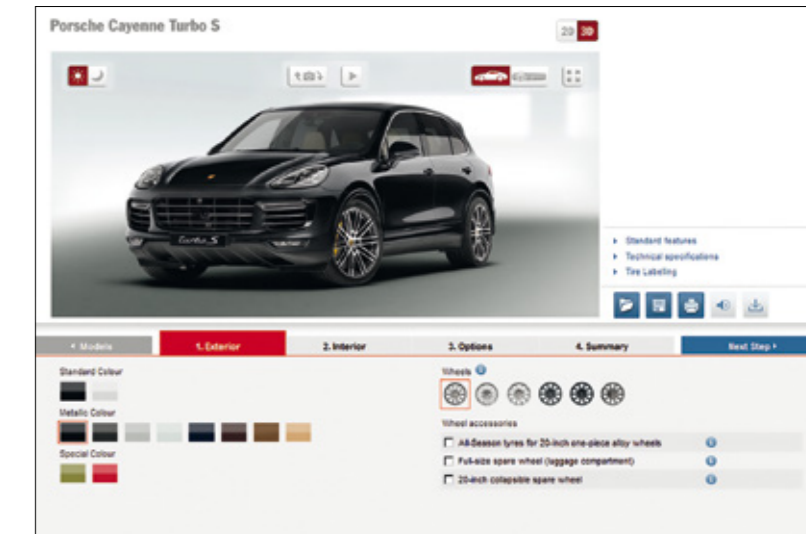 Porsche Cayenne Turbo S
2D 3D
Turbo S
Standard features
Technical specifications
Tire Labeling
Models
1. Exterior
2. Interior
3. Options
4. Summary
Next Step
Standard Colour
Metallic Colour
Special Colour
Wheels
Wheel accessories
All-Season tyres for 20-inch one-piece alloy wheels
Full-size spare wheel (luggage compartment)
20-inch collapsible spare wheel